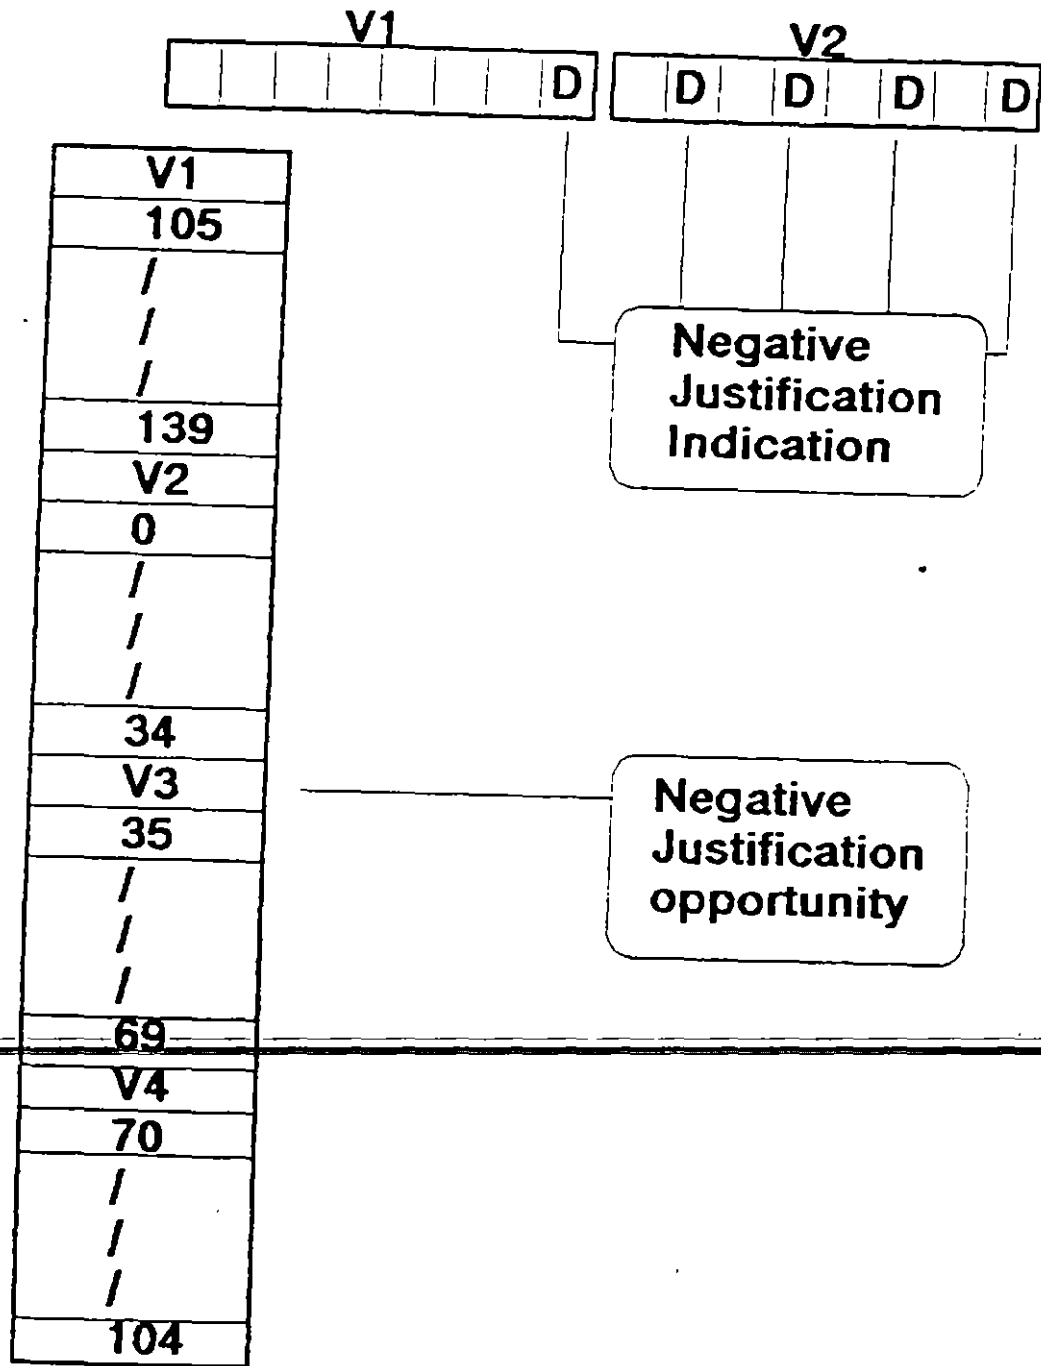 V1
V2
D
D
D
D
D
V1
105
/
/
/
139
V2
0
/
/
/
34
V3
35
/
/
/
69
V4
70
/
/
/
104
Negative
Justification
Indication
Negative
Justification
opportunity